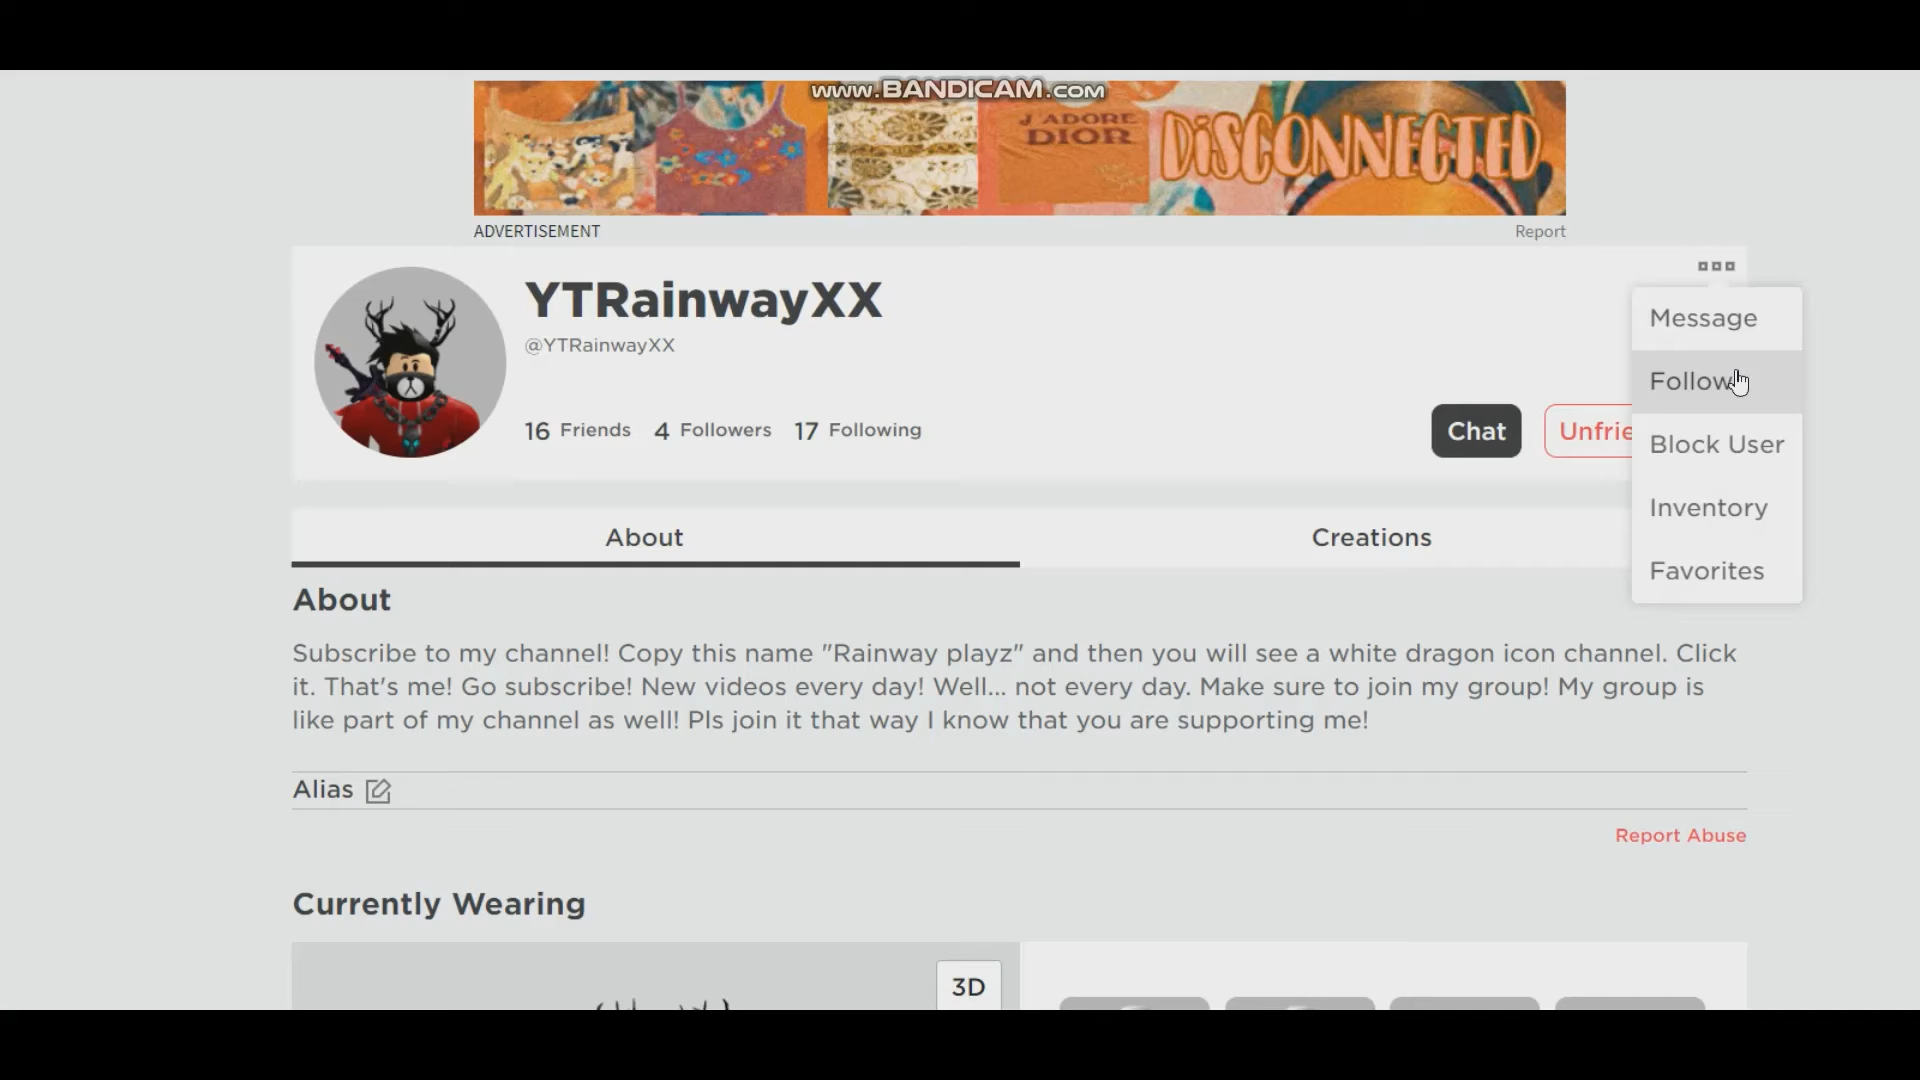 www.BANDICAM.com
J'ADORE
DIOR
DISCONNECTED
ADVERTISEMENT
Report
YTRainwayXX
@YTRainwayXX
16 Friends 4 Followers 17 Following
Chat
Unfrie
Message
Follow
Block User
Inventory
Favorites
About
Creations
About
Subscribe to my channel! Copy this name "Rainway playz" and then you will see a white dragon icon channel. Click
it. That's me! Go subscribe! New videos every day! Well... not every day. Make sure to join my group! My group is
like part of my channel as well! Pls join it that way I know that you are supporting me!
Alias
Report Abuse
Currently Wearing
3D